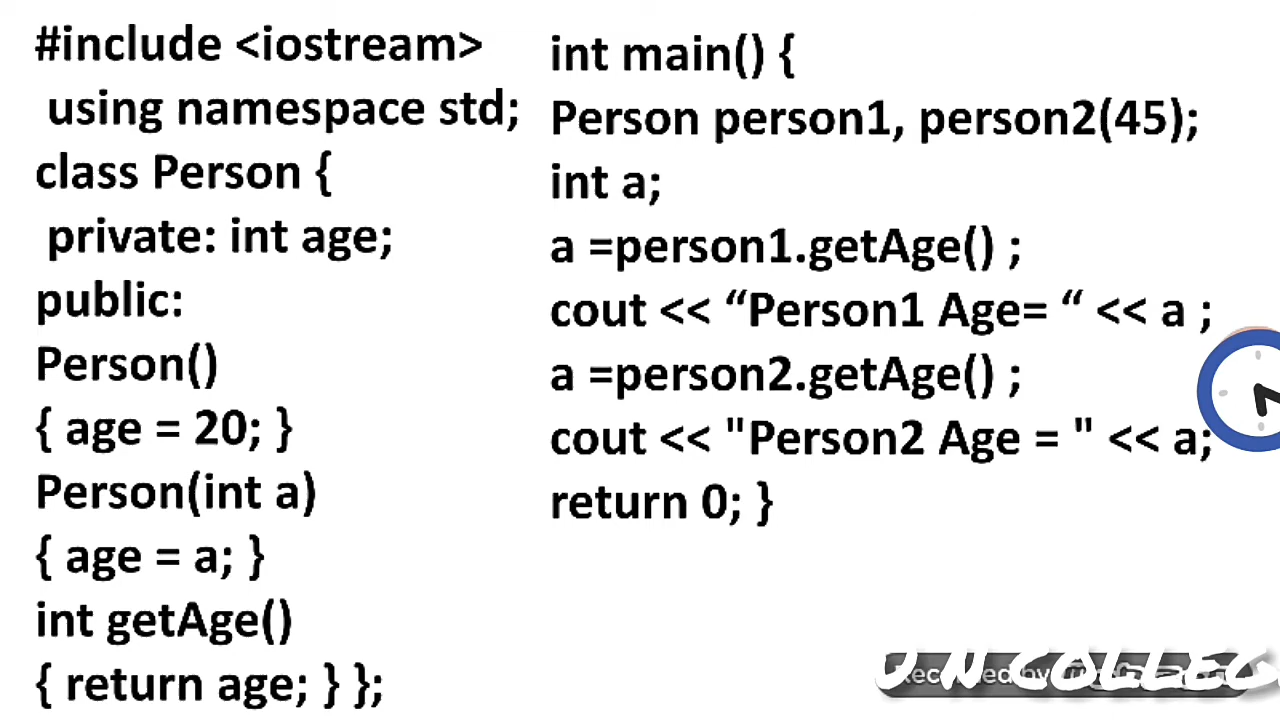 #include <iostream>
using namespace std;
class Person {
private: int age;
public:
Person()
{ age = 20; }
Person(int a)
{ age = a; }
int getAge()
{ return age; } };
int main() {
Person person1, person2(45);
int a;
a =person1.getAge() ;
cout << “Person1 Age= “ << a ;
a =person2.getAge() ;
cout << "Person2 Age = " << a;
return 0; }
Recorded by